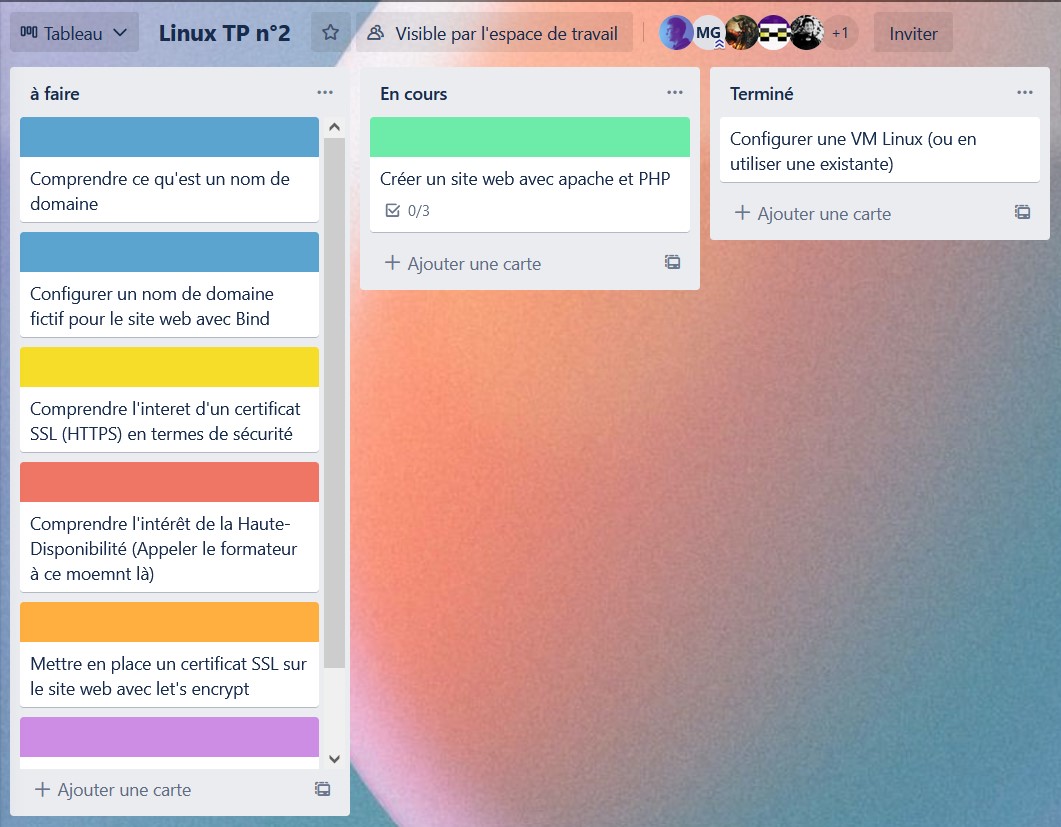 Tableau
Linux TP n°2
Visible par l'espace de travail
MG
+1
Inviter
à faire
Comprendre ce qu'est un nom de
domaine
Configurer un nom de domaine
fictif pour le site web avec Bind
Comprendre l'interet d'un certificat
SSL (HTTPS) en termes de sécurité
Comprendre l'intérêt de la Haute-
Disponibilité (Appeler le formateur
à ce moemnt là)
Mettre en place un certificat SSL sur
le site web avec let's encrypt
+ Ajouter une carte
En cours
Créer un site web avec apache et PHP
0/3
+ Ajouter une carte
Terminé
Configurer une VM Linux (ou en
utiliser une existante)
+ Ajouter une carte